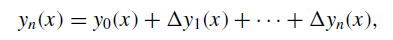 yₙ(x) = y₀(x) + Δy₁(x) + · · · + Δyₙ(x),